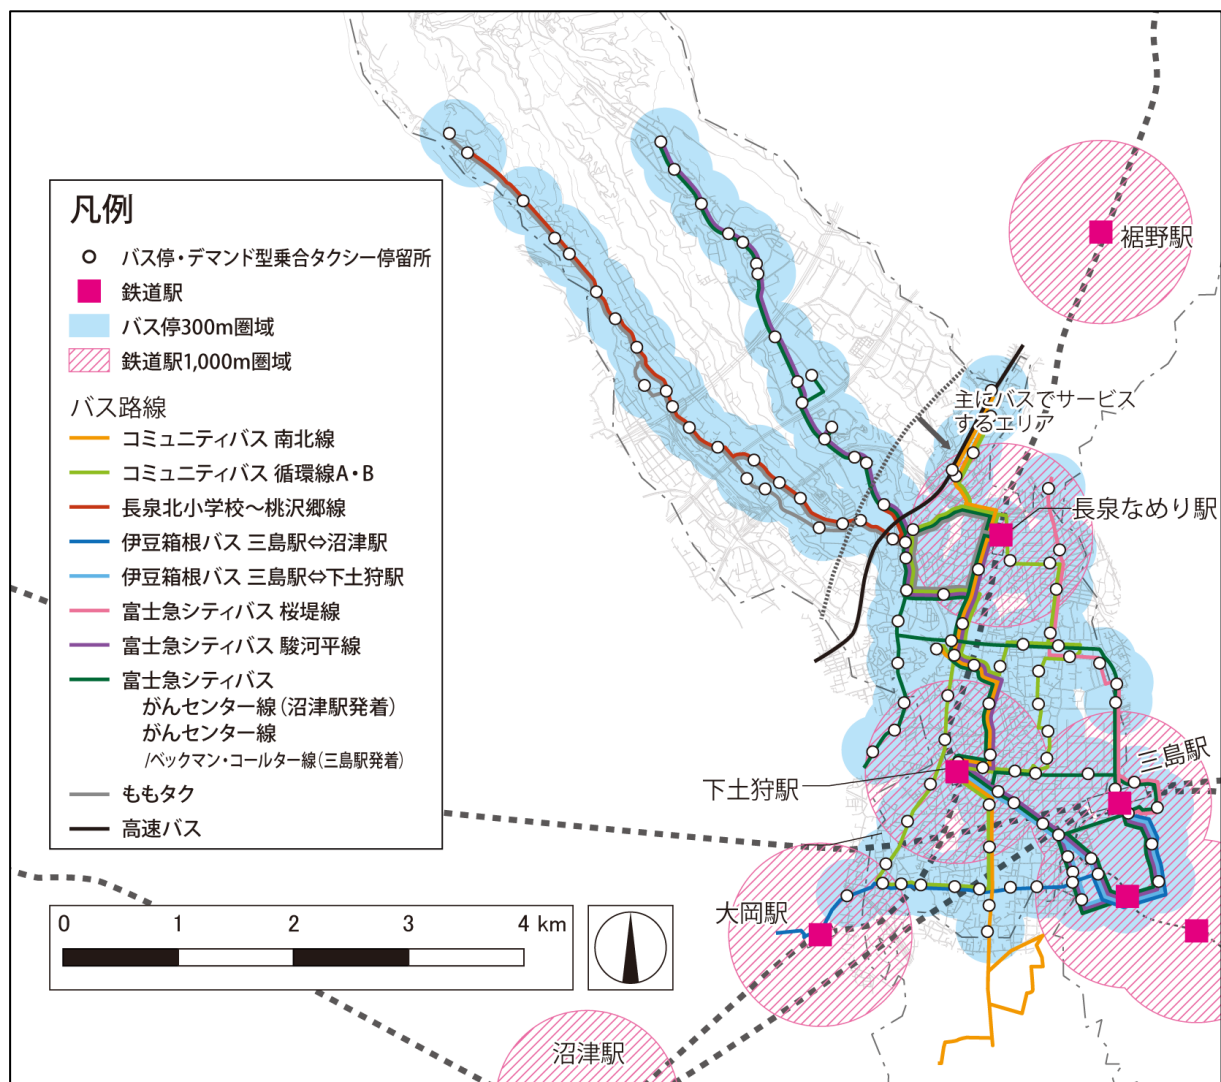 凡例
バス停・デマンド型乗合タクシー停留所
鉄道駅
バス停300m圏域
鉄道駅1,000m圏域
バス路線
コミュニティバス 南北線
コミュニティバス 循環線A・B
長泉北小学校～桃沢郷線
伊豆箱根バス 三島駅⇔沼津駅
伊豆箱根バス 三島駅⇔下土狩駅
富士急シティバス 桜堤線
富士急シティバス 駿河平線
富士急シティバス
がんセンター線（沼津駅発着）
がんセンター線
/ベックマン・コールター線（三島駅発着）
ももタク
高速バス
0 1 2 3 4 km
裾野駅
主にバスでサービス
するエリア
長泉なめり駅
三島駅
下土狩駅
大岡駅
沼津駅